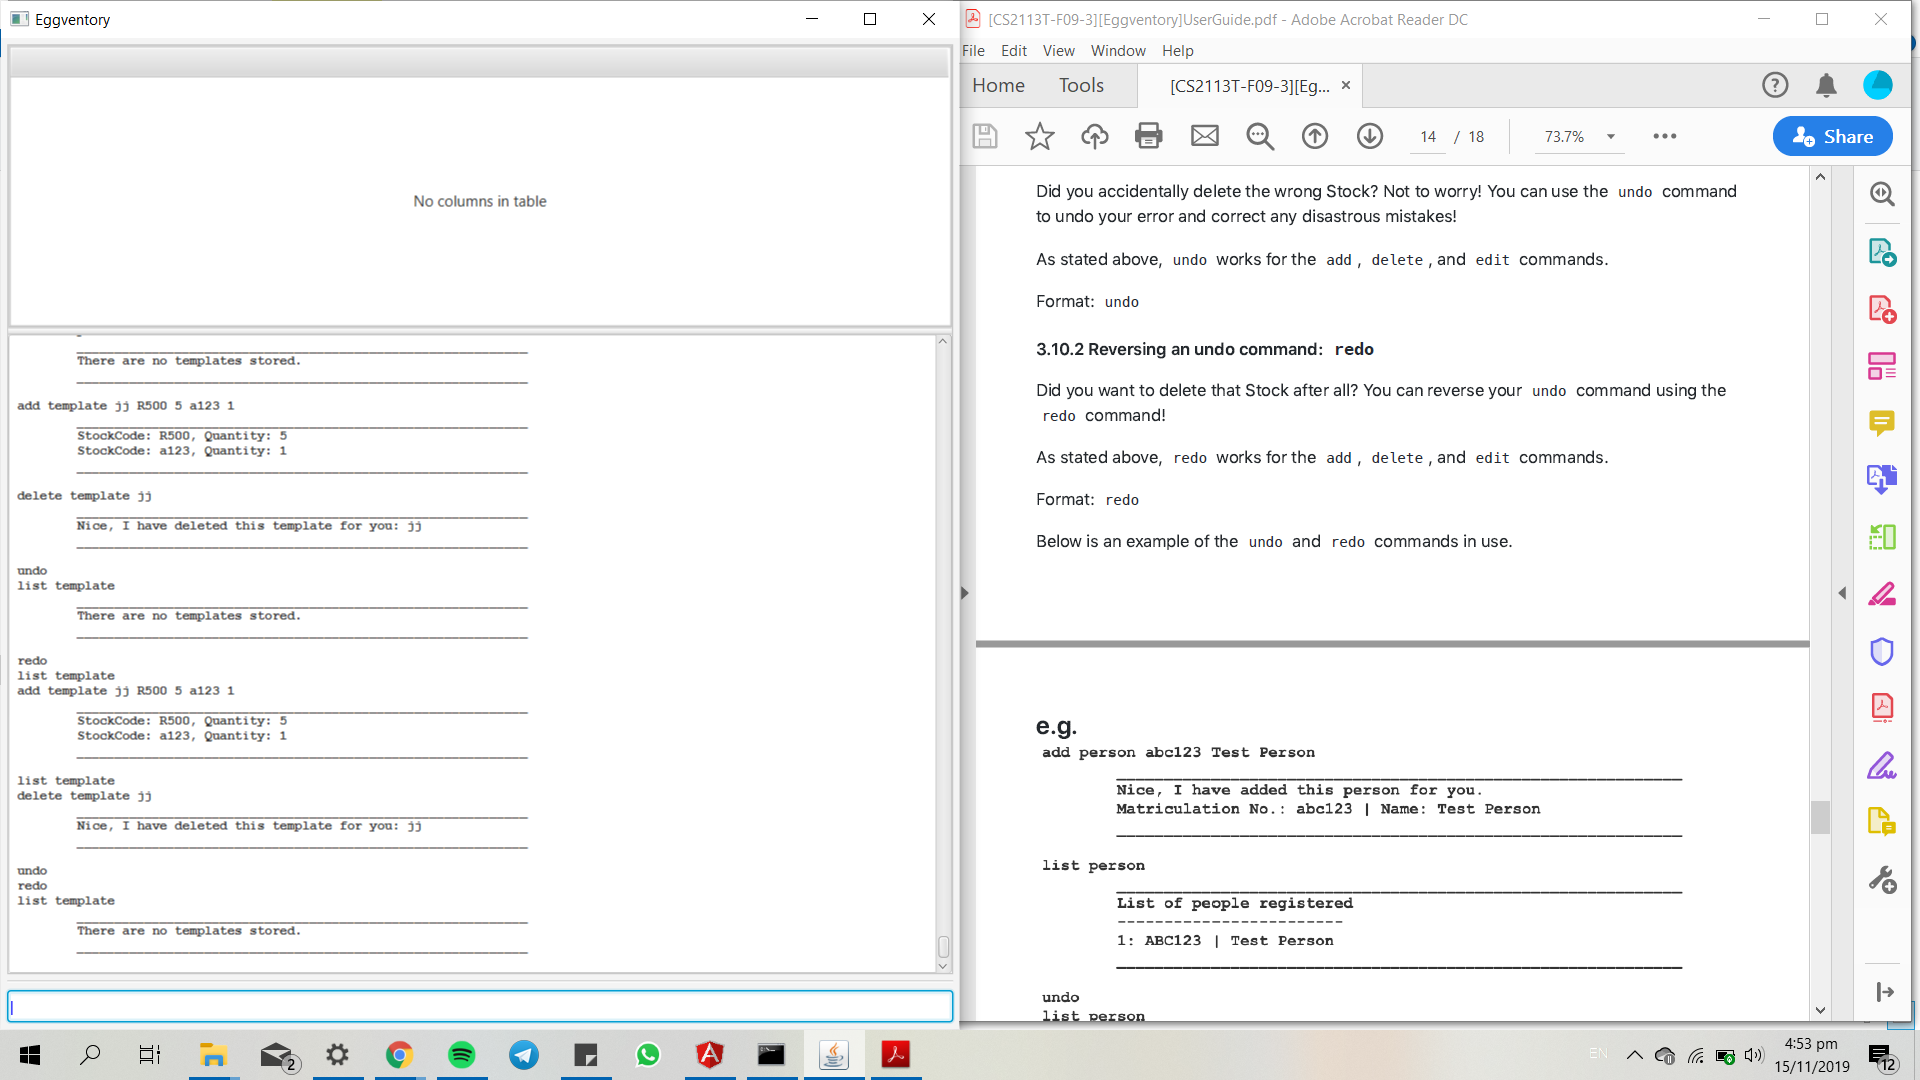 Eggventory
No columns in table
There are no templates stored.
add template jj R500 5 a123 1
StockCode: R500, Quantity: 5
StockCode: a123, Quantity: 1
delete template jj
Nice, I have deleted this template for you: jj
undo
list template
There are no templates stored.
redo
list template
add template jj R500 5 a123 1
StockCode: R500, Quantity: 5
StockCode: a123, Quantity: 1
list template
delete template jj
Nice, I have deleted this template for you: jj
undo
redo
list template
There are no templates stored.
[CS2113T-F09-3][Eggventory]UserGuide.pdf - Adobe Acrobat Reader DC
File Edit View Window Help
Home Tools [CS2113T-F09-3][Eg... ×
14 / 18 73.7% Share
Did you accidentally delete the wrong Stock? Not to worry! You can use the undo command
to undo your error and correct any disastrous mistakes!
As stated above, undo works for the add , delete , and edit commands.
Format: undo
3.10.2 Reversing an undo command: redo
Did you want to delete that Stock after all? You can reverse your undo command using the
redo command!
As stated above, redo works for the add , delete , and edit commands.
Format: redo
Below is an example of the undo and redo commands in use.
e.g.
add person abc123 Test Person
Nice, I have added this person for you.
Matriculation No.: abc123 | Name: Test Person
list person
List of people registered
------------------------
1: ABC123 | Test Person
undo
list person
2
EN
4:53 pm
15/11/2019
12